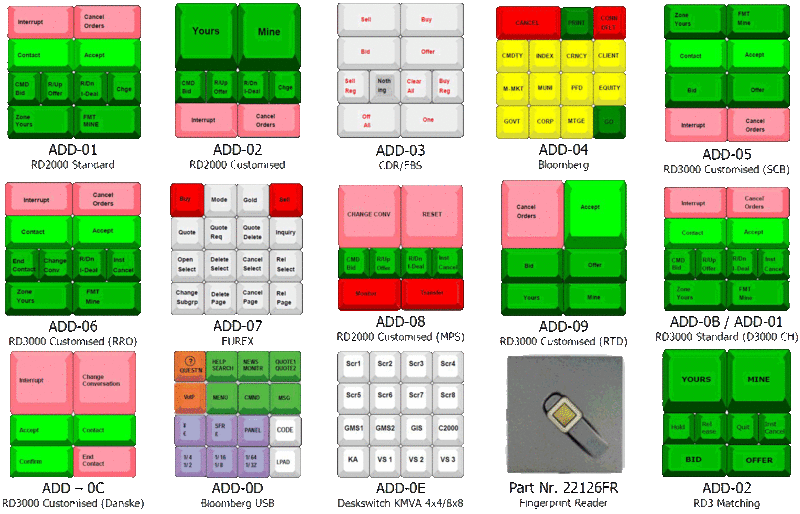 Interrupt
Cancel
Orders
Contact
Accept
CMD
Bid
R/Up
Offer
R/Dn
I-Deal
Chge
Zone
Yours
FMT
MINE
ADD-01
RD2000 Standard
Yours
Mine
CMD
Bid
R/Up
Offer
R/Dn
I-Deal
Chge
Interrupt
Cancel
Orders
ADD-02
RD2000 Customised
Sell
Buy
Bid
Offer
Sell
Reg
Noth
ing
Clear
All
Buy
Reg
Off
All
One
ADD-03
CDR/EBS
CANCEL
PRINT
CONN
DFLT
CMDTY
INDEX
CRNCY
CLIENT
M-MKT
MUNI
PFD
EQUITY
GOVT
CORP
MTGE
GO
ADD-04
Bloomberg
Zone
Yours
FMT
Mine
Contact
Accept
Bid
Offer
Interrupt
Cancel
Orders
ADD-05
RD3000 Customised (SCB)
Interrupt
Cancel
Orders
Contact
Accept
End
Contact
Change
Conv
R/Dn
I-Deal
Inst
Cancel
Zone
Yours
FMT
Mine
ADD-06
RD3000 Customised (RRO)
Buy
Mode
Gold
Sell
Quote
Quote
Req
Quote
Delete
Inquiry
Open
Select
Delete
Select
Cancel
Select
Rel
Select
Change
Subgrp
Delete
Page
Cancel
Page
Rel
Page
ADD-07
EUREX
CHANGE CONV
RESET
CMD
Bid
R/Up
Offer
R/Dn
I-Deal
Inst
Cancel
Monitor
Transfer
ADD-08
RD2000 Customised (MPS)
Cancel
Orders
Accept
Bid
Offer
Yours
Mine
ADD-09
RD3000 Customised (RTD)
Interrupt
Cancel
Orders
Contact
Accept
CMD
Bid
R/Up
Offer
R/Dn
I-Deal
Inst
Cancel
Zone
Yours
FMT
MINE
ADD-0B / ADD-01
RD3000 Standard (D3000 CH)
Interrupt
Change
Conversation
Accept
Contact
Confirm
End
Contact
ADD - 0C
RD3000 Customised (Danske)
?
QUESTN
HELP
SEARCH
NEWS
MONITR
QUOTE1
QUOTE2
VolP
MENU
CMND
MSG
¥
€
SFR
£
PANEL
CODE
1/4
1/2
1/16
1/8
1/64
1/32
LPAD
ADD-0D
Bloomberg USB
Scr1
Scr2
Scr3
Scr4
Scr5
Scr6
Scr7
Scr8
GMS1
GMS2
GIS
C2000
KA
VS 1
VS 2
VS 3
ADD-0E
Deskswitch KMVA 4x4/8x8
Part Nr. 22126FR
Fingerprint Reader
YOURS
MINE
Hold
Rel
ease
Quit
Inst
Cancel
BID
OFFER
ADD-02
RD3 Matching